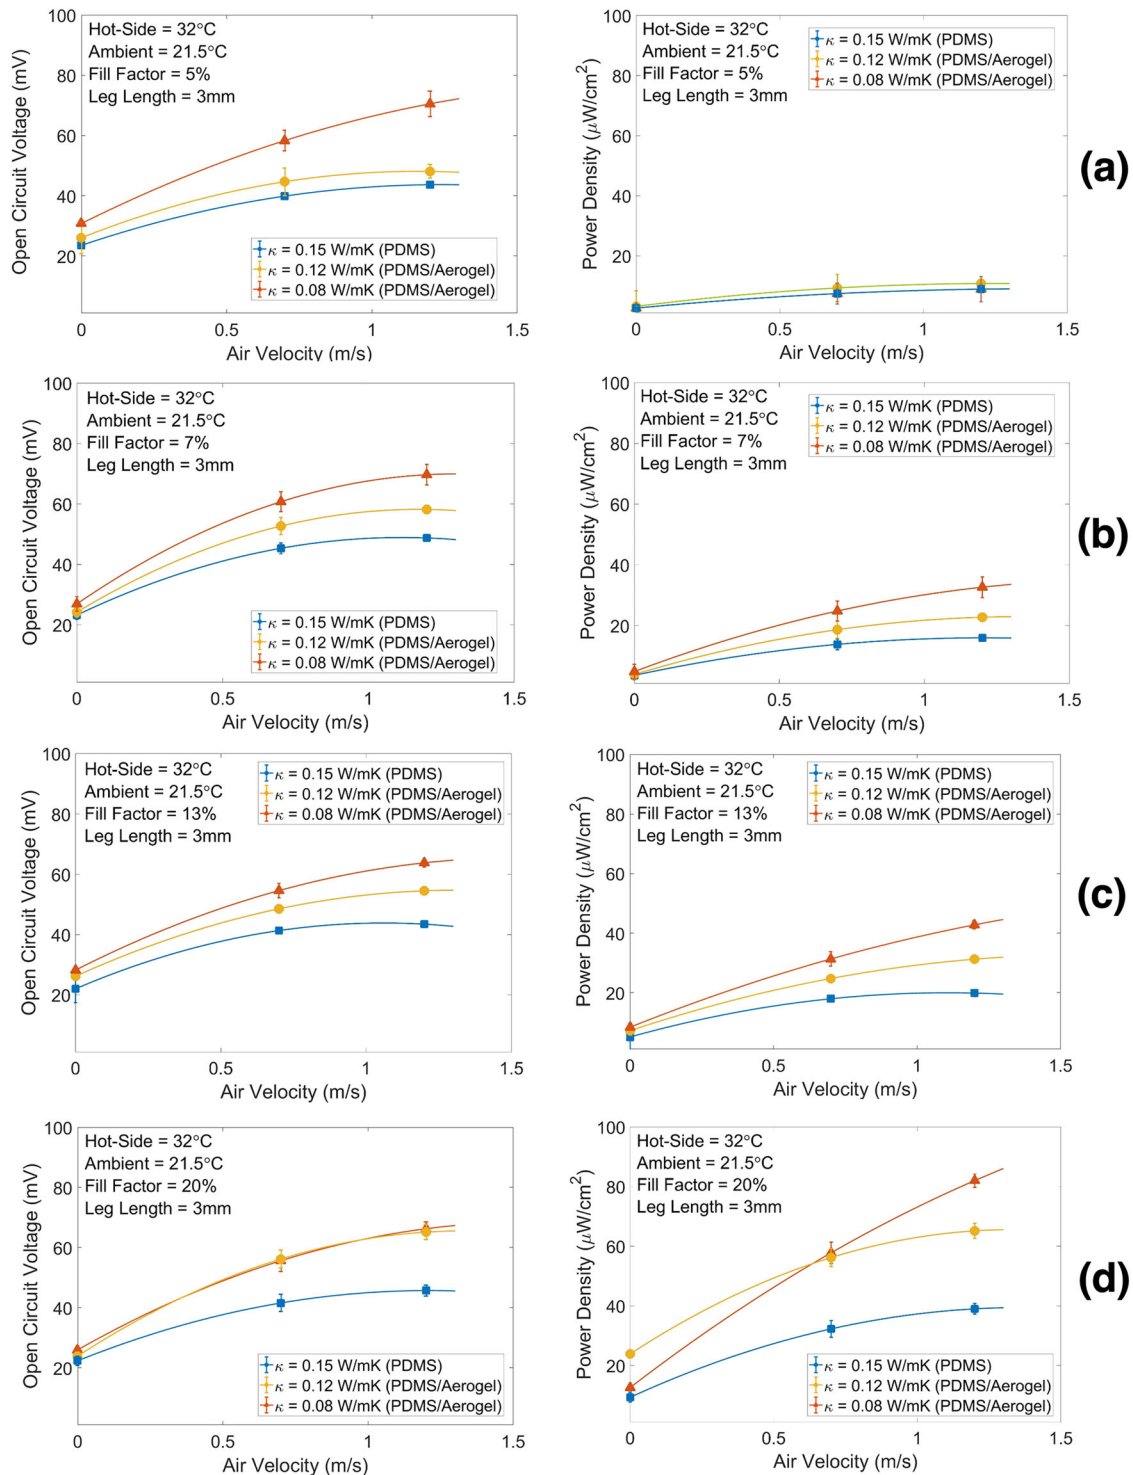 Hot-Side = 32°C
Ambient = 21.5°C
Fill Factor = 5%
Leg Length = 3mm
κ = 0.15 W/mK (PDMS)
κ = 0.12 W/mK (PDMS/Aerogel)
κ = 0.08 W/mK (PDMS/Aerogel)
Open Circuit Voltage (mV)
100
80
60
40
20
0
0.5
1
1.5
Air Velocity (m/s)
Hot-Side = 32°C
Ambient = 21.5°C
Fill Factor = 5%
Leg Length = 3mm
κ = 0.15 W/mK (PDMS)
κ = 0.12 W/mK (PDMS/Aerogel)
κ = 0.08 W/mK (PDMS/Aerogel)
Power Density (μW/cm²)
100
80
60
40
20
0
0.5
1
1.5
Air Velocity (m/s)
(a)
Hot-Side = 32°C
Ambient = 21.5°C
Fill Factor = 7%
Leg Length = 3mm
κ = 0.15 W/mK (PDMS)
κ = 0.12 W/mK (PDMS/Aerogel)
κ = 0.08 W/mK (PDMS/Aerogel)
Open Circuit Voltage (mV)
100
80
60
40
20
0
0.5
1
1.5
Air Velocity (m/s)
Hot-Side = 32°C
Ambient = 21.5°C
Fill Factor = 7%
Leg Length = 3mm
κ = 0.15 W/mK (PDMS)
κ = 0.12 W/mK (PDMS/Aerogel)
κ = 0.08 W/mK (PDMS/Aerogel)
Power Density (μW/cm²)
100
80
60
40
20
0
0.5
1
1.5
Air Velocity (m/s)
(b)
Hot-Side = 32°C
Ambient = 21.5°C
Fill Factor = 13%
Leg Length = 3mm
κ = 0.15 W/mK (PDMS)
κ = 0.12 W/mK (PDMS/Aerogel)
κ = 0.08 W/mK (PDMS/Aerogel)
Open Circuit Voltage (mV)
100
80
60
40
20
0
0.5
1
1.5
Air Velocity (m/s)
Hot-Side = 32°C
Ambient = 21.5°C
Fill Factor = 13%
Leg Length = 3mm
κ = 0.15 W/mK (PDMS)
κ = 0.12 W/mK (PDMS/Aerogel)
κ = 0.08 W/mK (PDMS/Aerogel)
Power Density (μW/cm²)
100
80
60
40
20
0
0.5
1
1.5
Air Velocity (m/s)
(c)
Hot-Side = 32°C
Ambient = 21.5°C
Fill Factor = 20%
Leg Length = 3mm
κ = 0.15 W/mK (PDMS)
κ = 0.12 W/mK (PDMS/Aerogel)
κ = 0.08 W/mK (PDMS/Aerogel)
Open Circuit Voltage (mV)
100
80
60
40
20
0
0.5
1
1.5
Air Velocity (m/s)
Hot-Side = 32°C
Ambient = 21.5°C
Fill Factor = 20%
Leg Length = 3mm
κ = 0.15 W/mK (PDMS)
κ = 0.12 W/mK (PDMS/Aerogel)
κ = 0.08 W/mK (PDMS/Aerogel)
Power Density (μW/cm²)
100
80
60
40
20
0
0.5
1
1.5
Air Velocity (m/s)
(d)